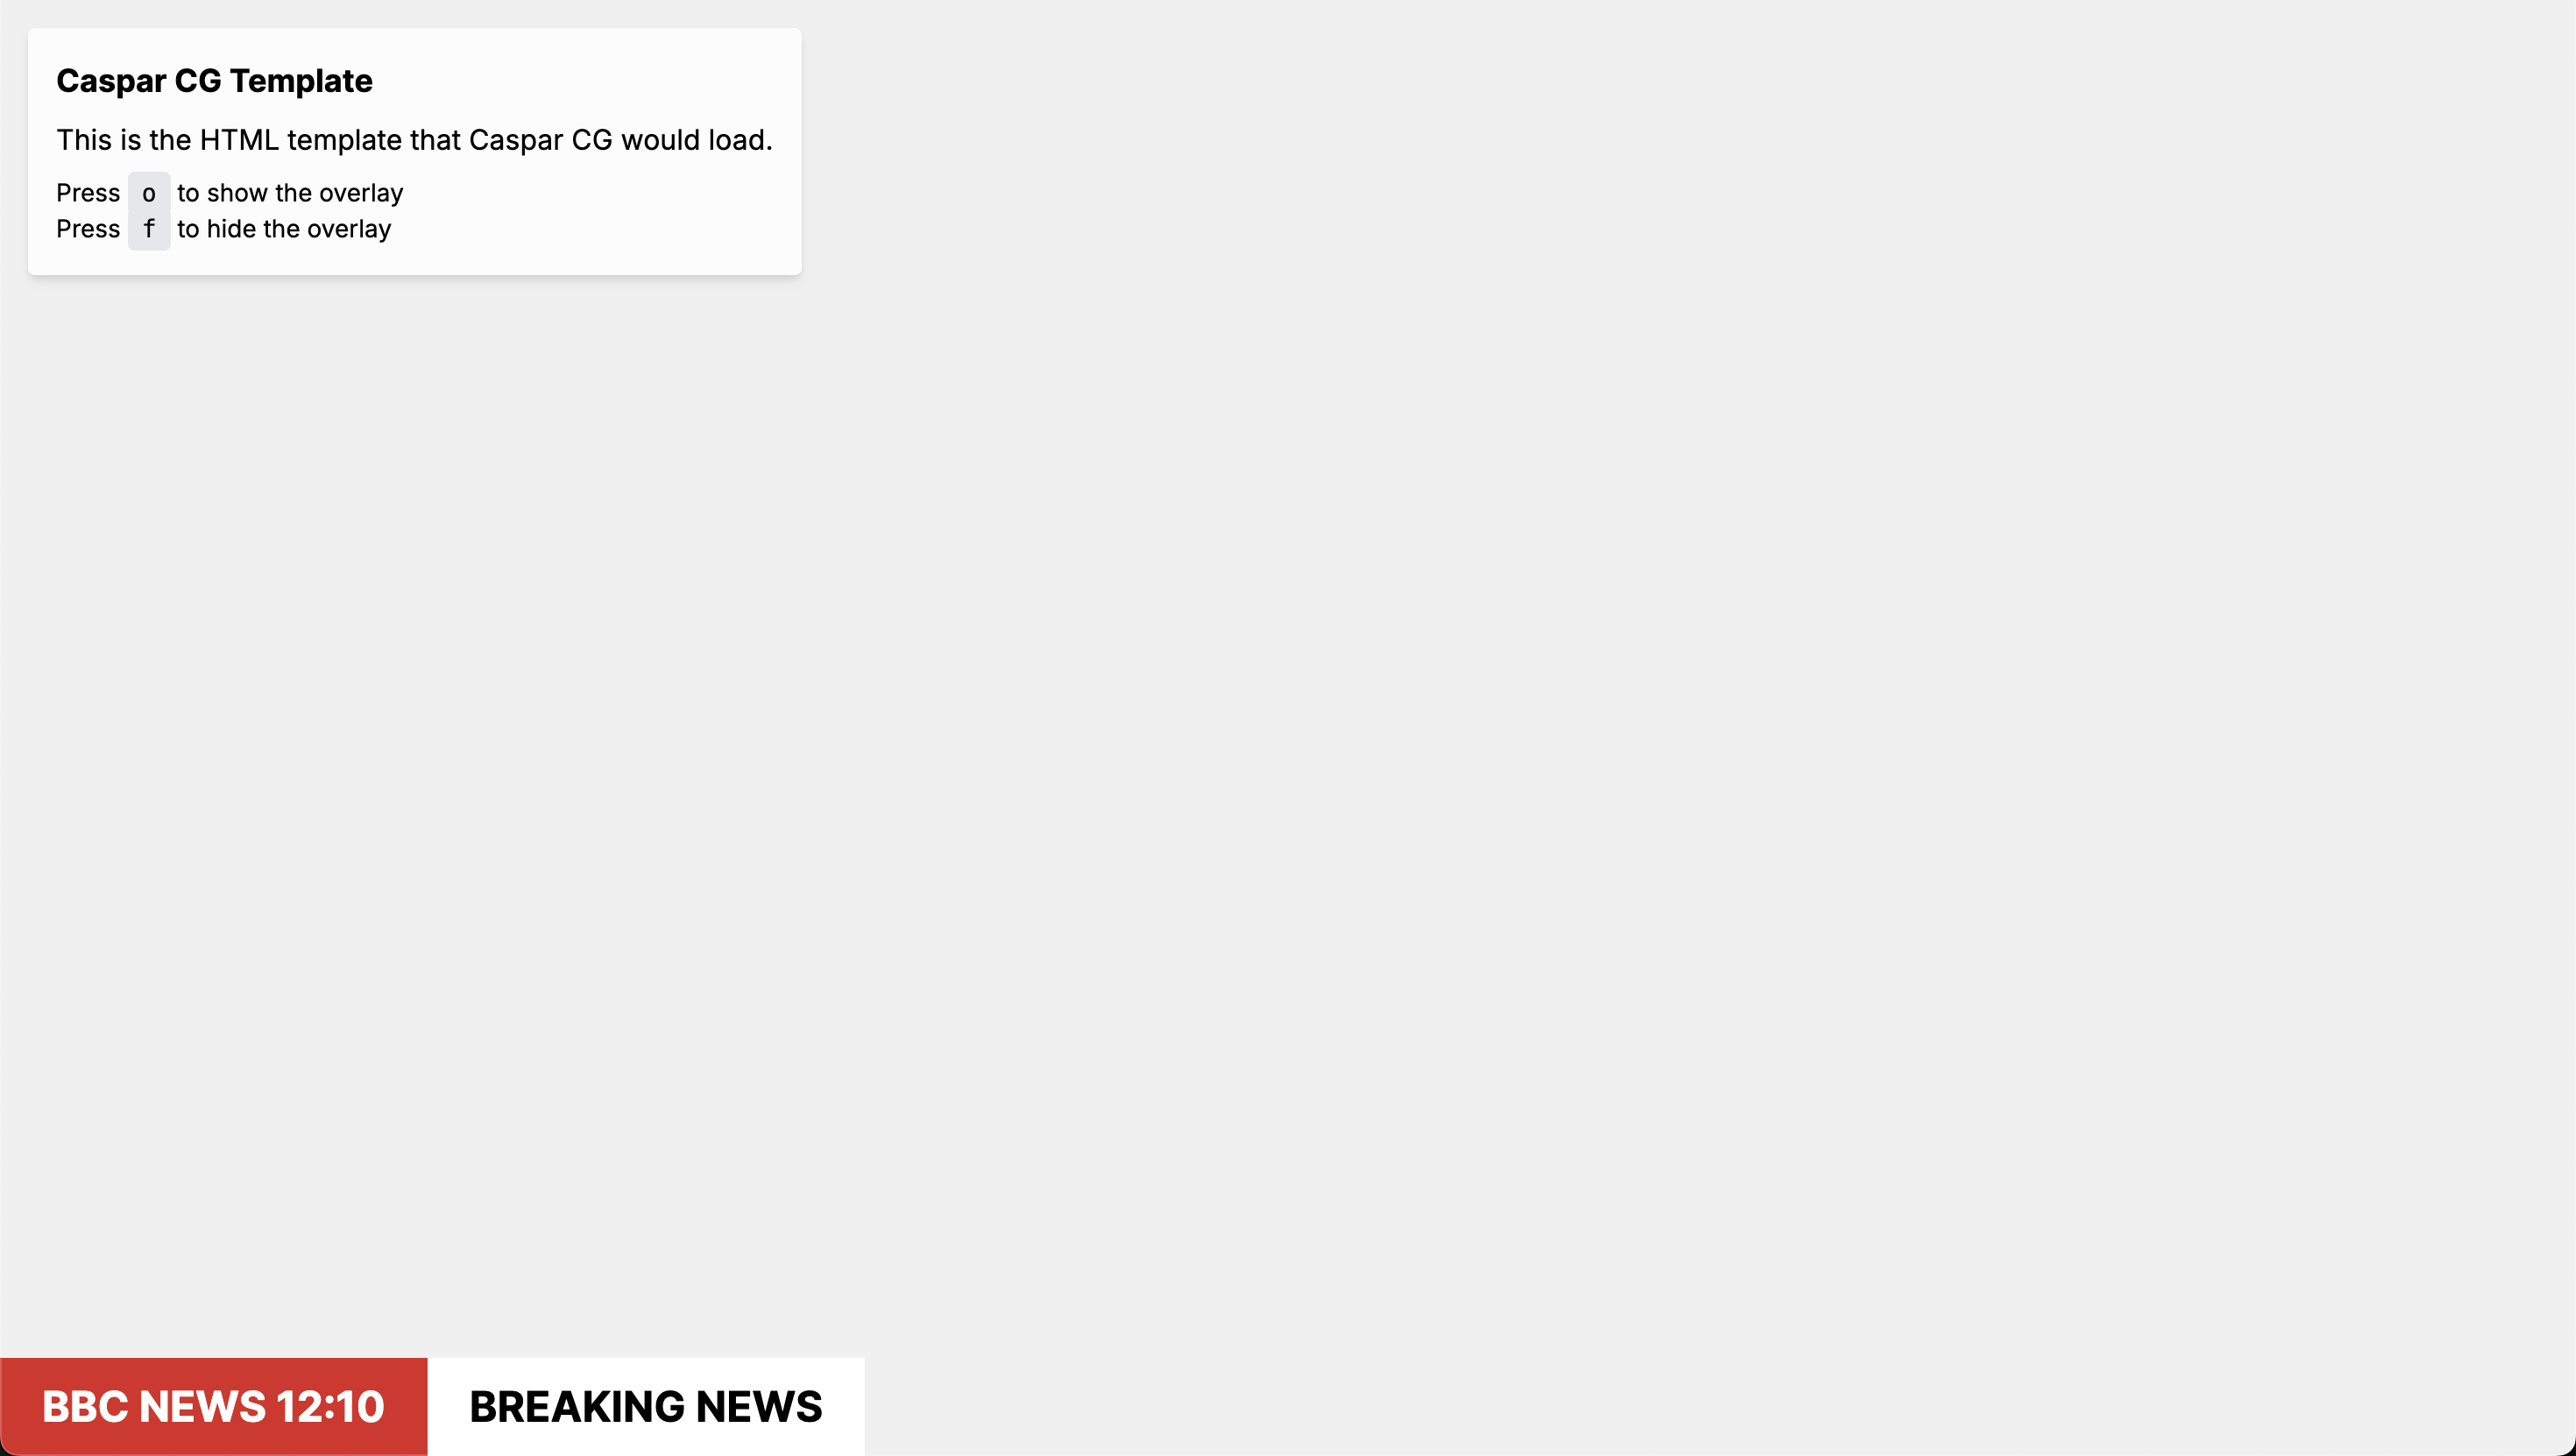 Caspar CG Template
This is the HTML template that Caspar CG would load.
Press o to show the overlay
Press f to hide the overlay
BBC NEWS 12:10 BREAKING NEWS